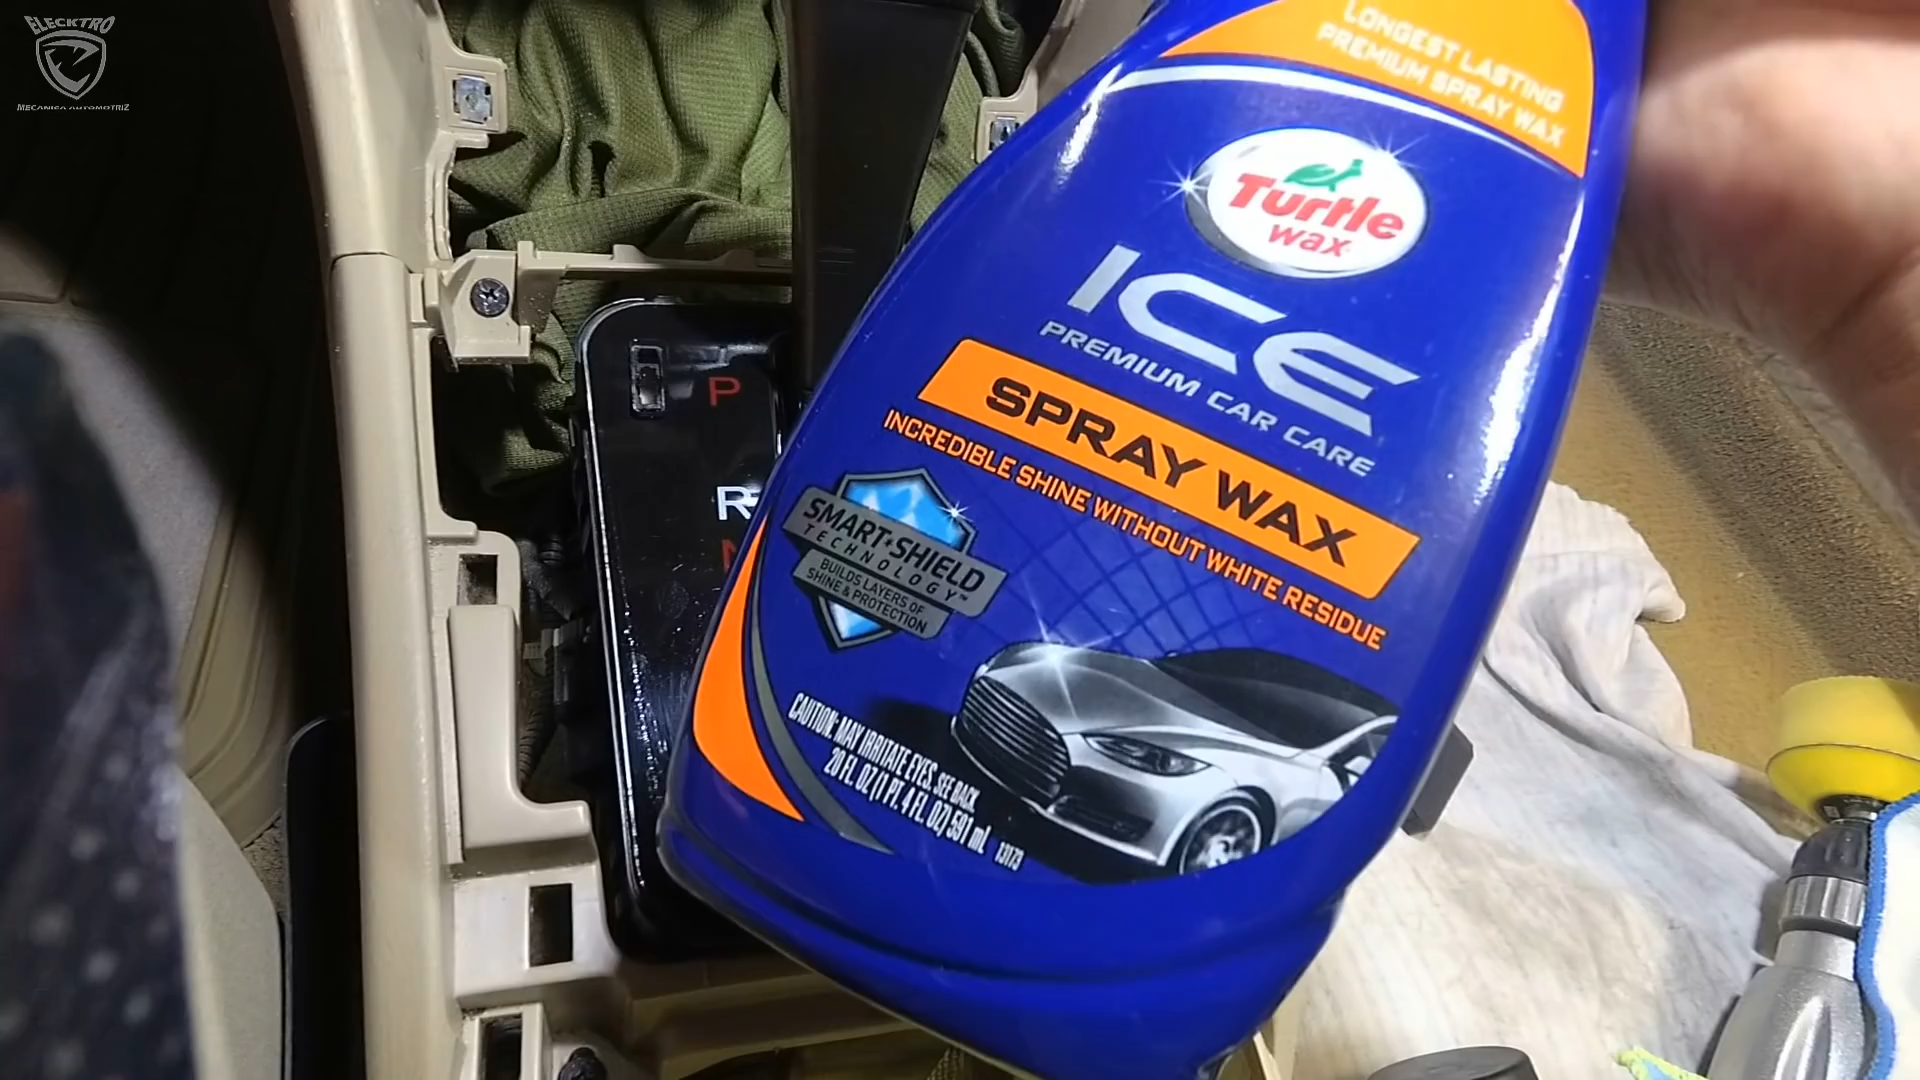 ELECKTRO
MECANICA AUTOMOTRIZ
LONGEST LASTING
PREMIUM SPRAY WAX
Turtle
wax
ICE
PREMIUM CAR CARE
SPRAY WAX
INCREDIBLE SHINE WITHOUT WHITE RESIDUE
SMART-SHIELD
TECHNOLOGY™
BUILDS LAYERS OF
SHINE & PROTECTION
CAUTION: MAY IRRITATE EYES. SEE BACK
20 FL. OZ (1 PT. 4 FL. OZ) 591 mL
13173
P
R
N